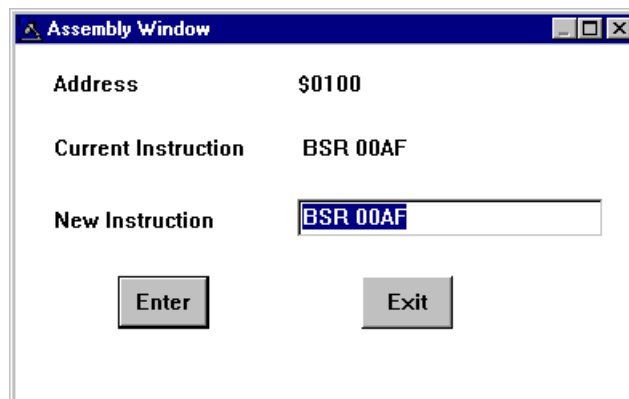 Assembly Window
Address $0100
Current Instruction BSR 00AF
New Instruction BSR 00AF
Enter Exit